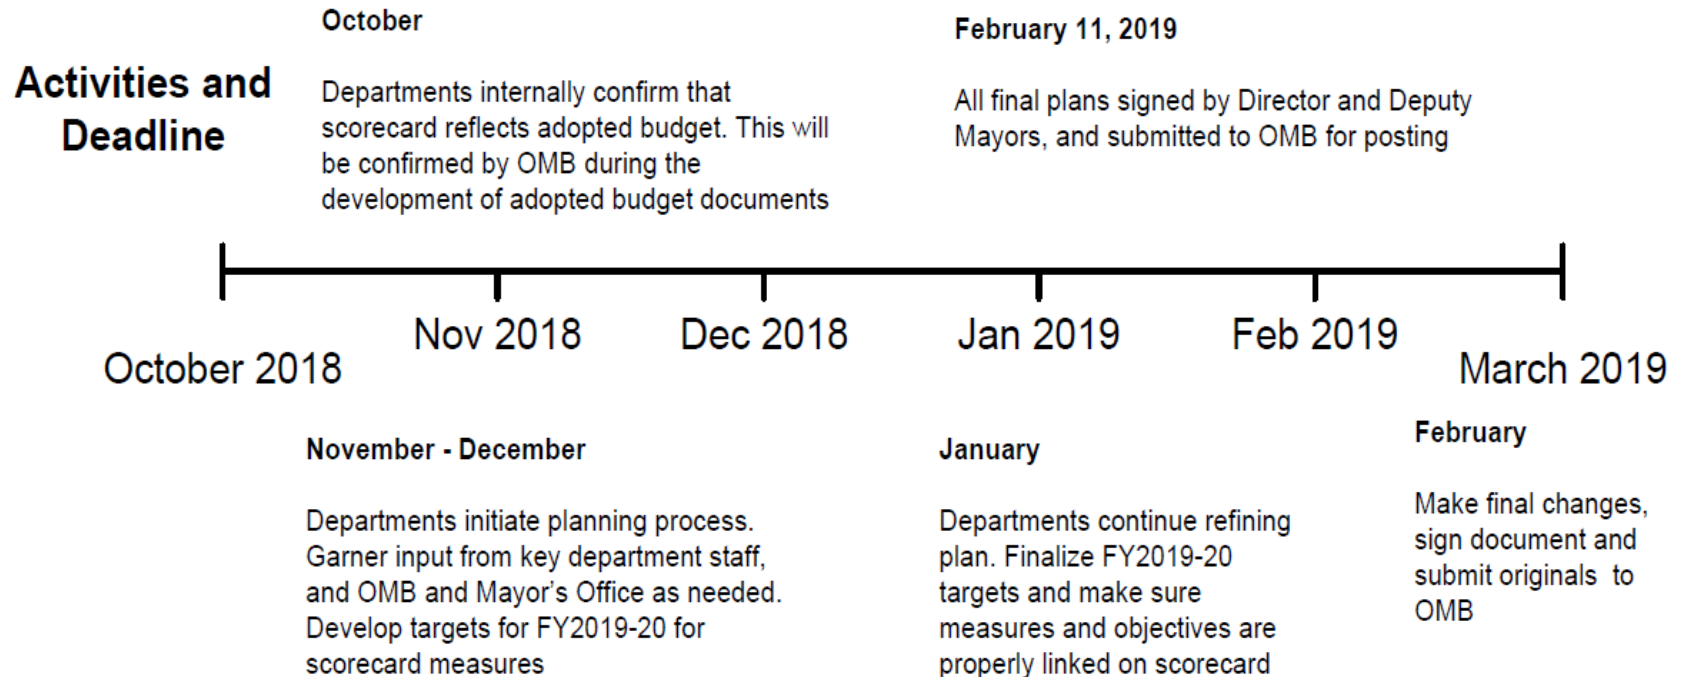 Activities and
Deadline
October
Departments internally confirm that
scorecard reflects adopted budget. This will
be confirmed by OMB during the
development of adopted budget documents
February 11, 2019
All final plans signed by Director and Deputy
Mayors, and submitted to OMB for posting
October 2018
Nov 2018
Dec 2018
Jan 2019
Feb 2019
March 2019
November - December
Departments initiate planning process.
Garner input from key department staff,
and OMB and Mayor’s Office as needed.
Develop targets for FY2019-20 for
scorecard measures
January
Departments continue refining
plan. Finalize FY2019-20
targets and make sure
measures and objectives are
properly linked on scorecard
February
Make final changes,
sign document and
submit originals  to
OMB